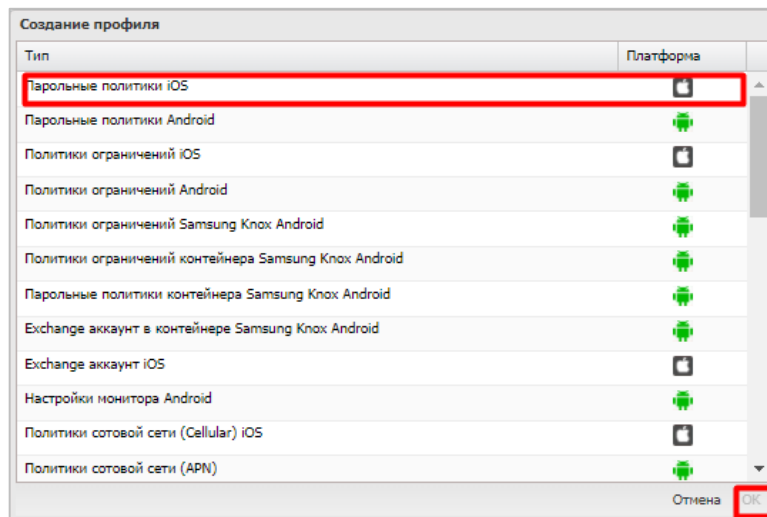 Создание профиля
Тип Платформа
Парольные политики iOS
Парольные политики Android
Политики ограничений iOS
Политики ограничений Android
Политики ограничений Samsung Knox Android
Политики ограничений контейнера Samsung Knox Android
Парольные политики контейнера Samsung Knox Android
Exchange аккаунт в контейнере Samsung Knox Android
Exchange аккаунт iOS
Настройки монитора Android
Политики сотовой сети (Cellular) iOS
Политики сотовой сети (APN)
Отмена OK